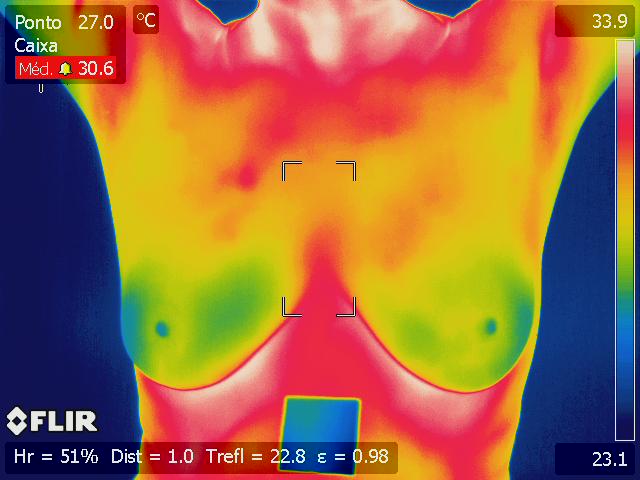 Ponto 27.0 °C
Caixa
Méd. 30.6
33.9
FLIR
Hr = 51% Dist = 1.0 Trefl = 22.8 ε = 0.98
23.1